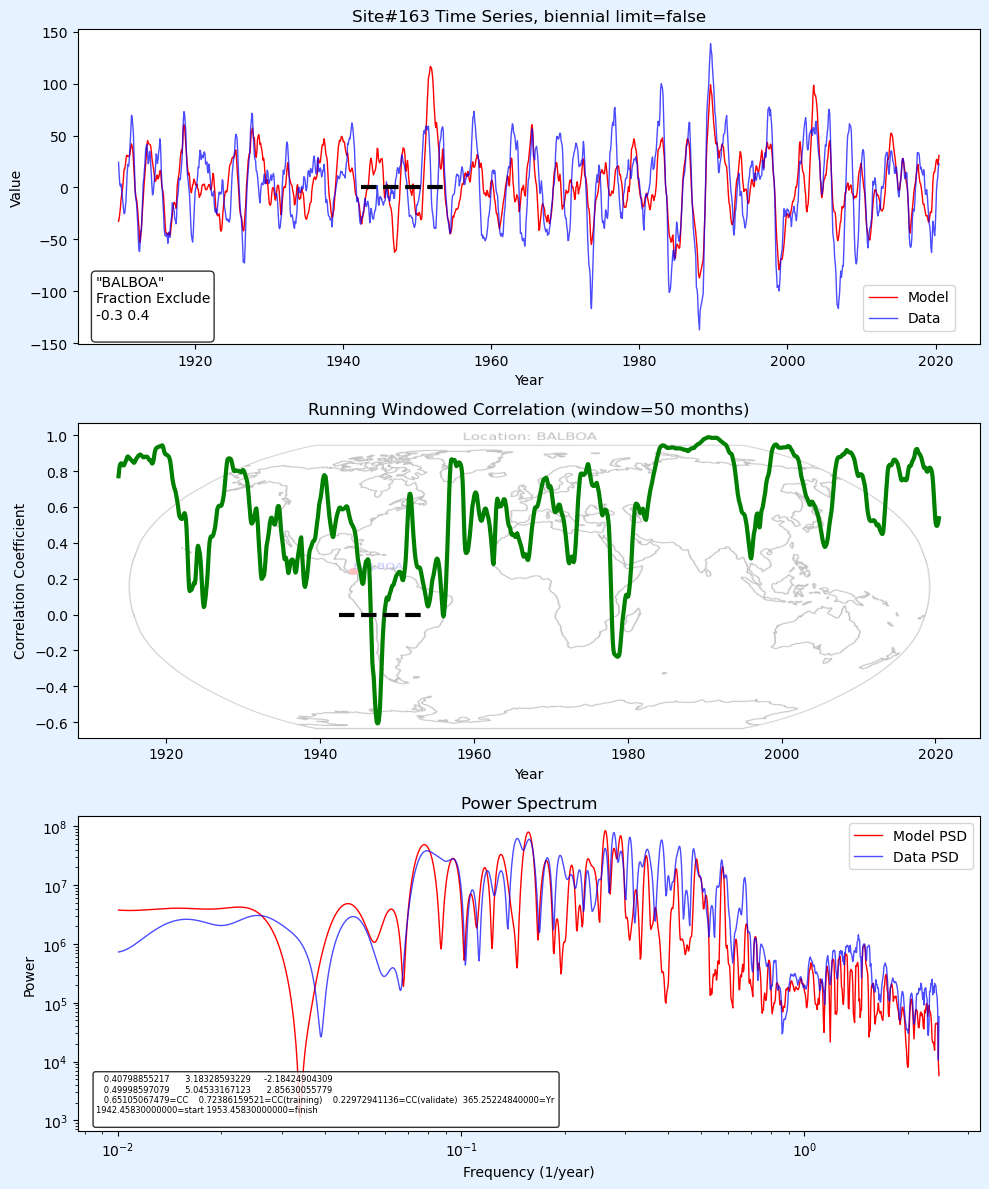 Site#163 Time Series, biennial limit=false
150
100
50
0
−50
−100
−150
Value
"BALBOA"
Fraction Exclude
-0.3 0.4
Model
Data
1920
1940
1960
1980
2000
2020
Year
Running Windowed Correlation (window=50 months)
Location: BALBOA
1.0
0.8
0.6
0.4
0.2
0.0
−0.2
−0.4
−0.6
Correlation Coefficient
1920
1940
1960
1980
2000
2020
Year
Power Spectrum
10^8
10^7
10^6
10^5
10^4
10^3
Power
Model PSD
Data PSD
0.40798855217 3.18328593229 -2.18424904309
0.49998597079 5.04533167123 2.85630055779
0.65105067479=CC 0.72386159521=CC(training) 0.22972941136=CC(validate) 365.25224840000=Yr
1942.45830000000=start 1953.45830000000=finish
10^−2
10^−1
10^0
Frequency (1/year)